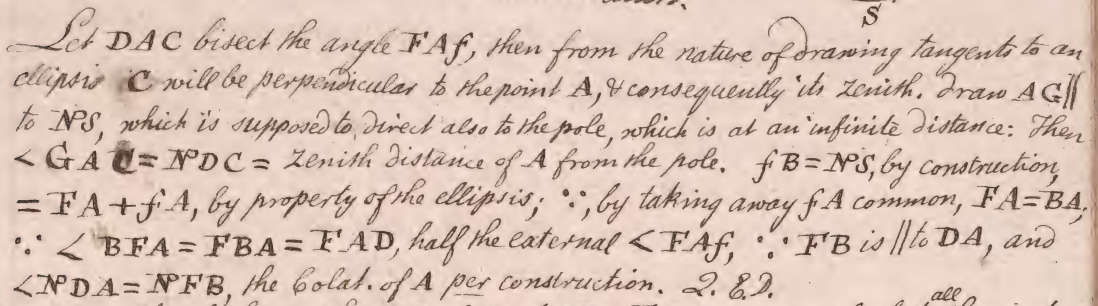 S
Let DAC bisect the angle FAf, then from the nature of drawing tangents to an
ellipsis C will be perpendicular to the point A, & consequently its zenith. draw AG||
to NS, which is supposed to direct also to the pole, which is at an infinite distance: Then
<GAC = NDC = zenith distance of A from the pole. fB = NS, by construction,
= FA + fA, by property of the ellipsis; ∵, by taking away fA common, FA = BA;
∵ < BFA = FBA = FAD, half the external <FAf, ∵ FB is || to DA, and
<NDA = NFB, the Colat. of A per construction. Q.E.D.
all